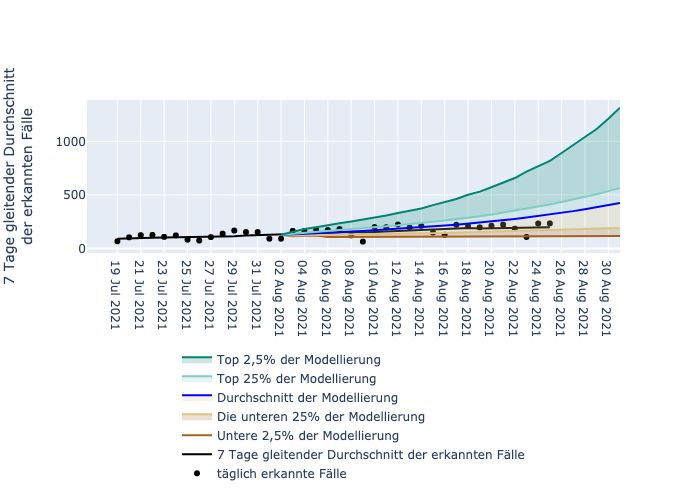 7 Tage gleitender Durchschnitt
der erkannten Fälle
1000
500
0
19 Jul 2021
21 Jul 2021
23 Jul 2021
25 Jul 2021
27 Jul 2021
29 Jul 2021
31 Jul 2021
02 Aug 2021
04 Aug 2021
06 Aug 2021
08 Aug 2021
10 Aug 2021
12 Aug 2021
14 Aug 2021
16 Aug 2021
18 Aug 2021
20 Aug 2021
22 Aug 2021
24 Aug 2021
26 Aug 2021
28 Aug 2021
30 Aug 2021
Top 2,5% der Modellierung
Top 25% der Modellierung
Durchschnitt der Modellierung
Die unteren 25% der Modellierung
Untere 2,5% der Modellierung
7 Tage gleitender Durchschnitt der erkannten Fälle
täglich erkannte Fälle